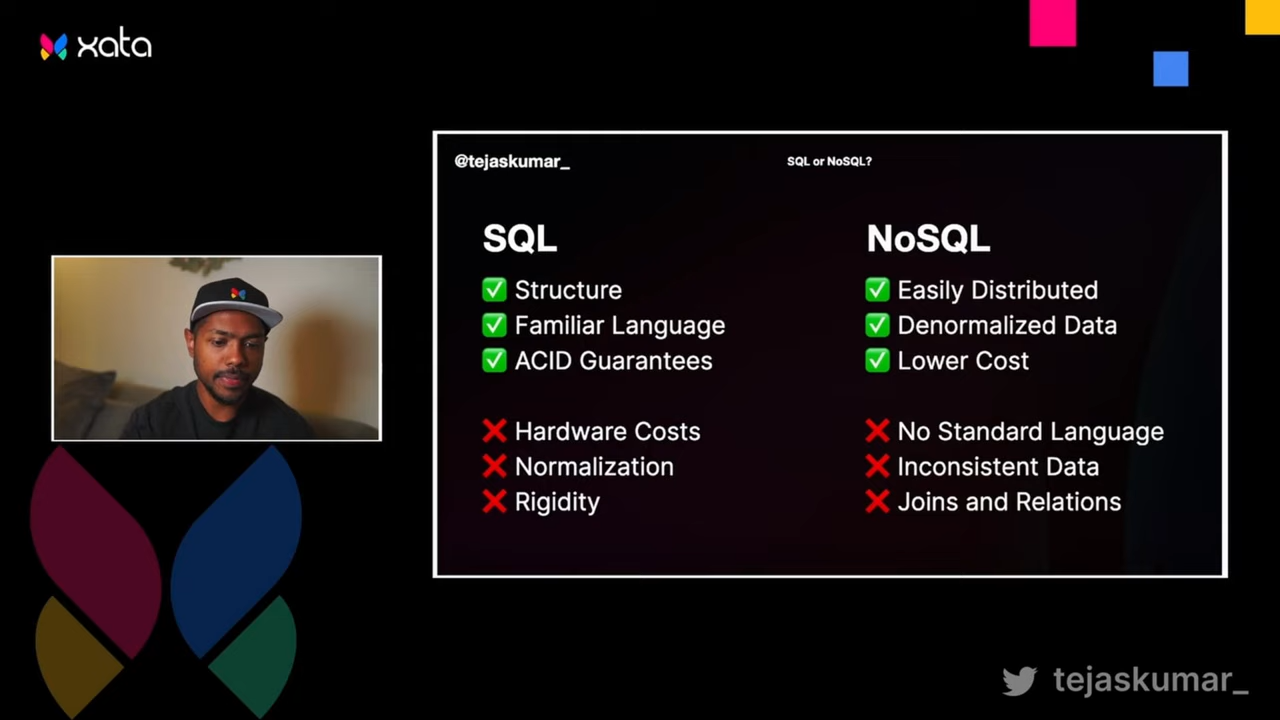 xata
@tejaskumar_
SQL or NoSQL?
SQL
✅ Structure
✅ Familiar Language
✅ ACID Guarantees
❌ Hardware Costs
❌ Normalization
❌ Rigidity
NoSQL
✅ Easily Distributed
✅ Denormalized Data
✅ Lower Cost
❌ No Standard Language
❌ Inconsistent Data
❌ Joins and Relations
tejaskumar_